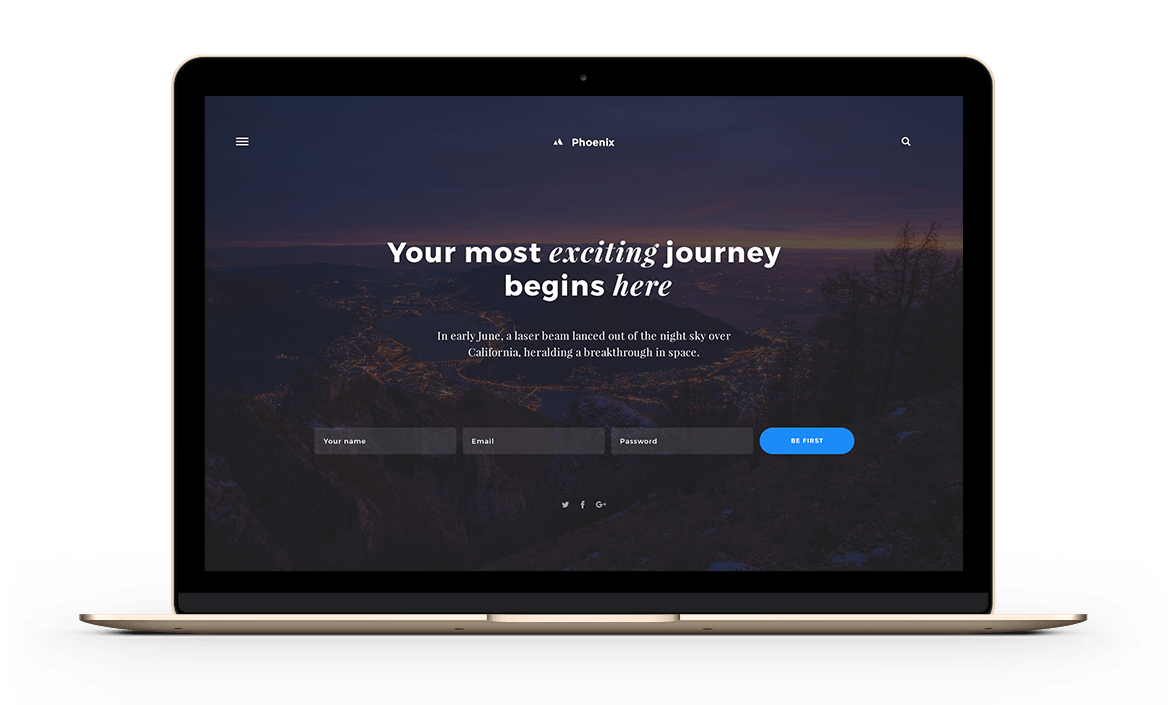 Phoenix
Your most exciting journey
begins here
In early June, a laser beam lanced out of the night sky over
California, heralding a breakthrough in space.
Your name
Email
Password
BE FIRST
G+